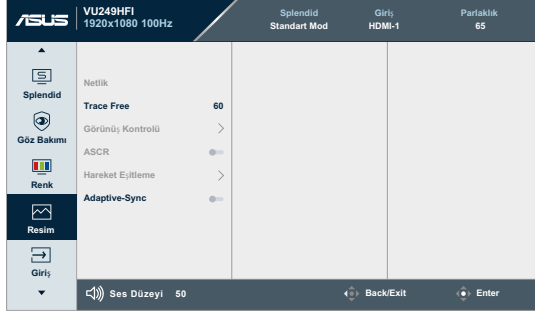 ASUS
VU249HFI
1920x1080 100Hz
Splendid
Standart Mod
Giriş
HDMI-1
Parlaklık
65
S
Splendid
Göz Bakımı
Renk
Resim
Giriş
Netlik
Trace Free 60
Görünüş Kontrolü
ASCR
Hareket Eşitleme
Adaptive-Sync
Ses Düzeyi 50
Back/Exit
Enter